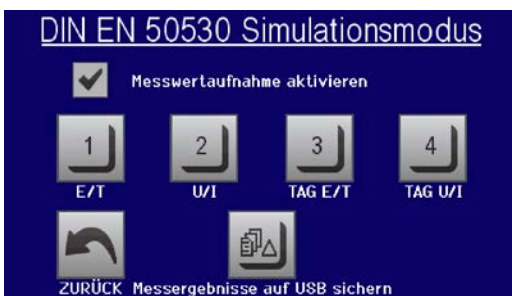 DIN EN 50530 Simulationsmodus
Messwertaufnahme aktivieren
1 2 3 4
E/T U/I TAG E/T TAG U/I
ZURÜCK Messergebnisse auf USB sichern